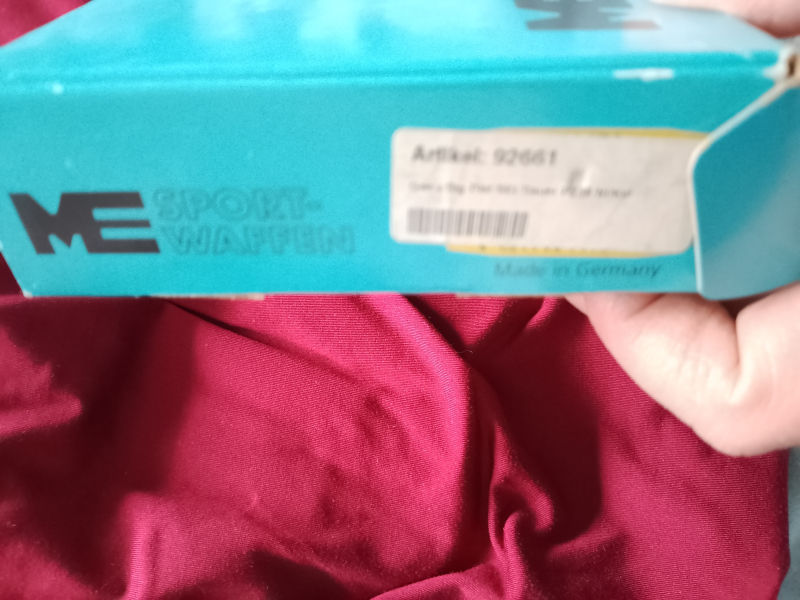 ME SPORT-
WAFFEN
Artikel: 92661
Made in Germany